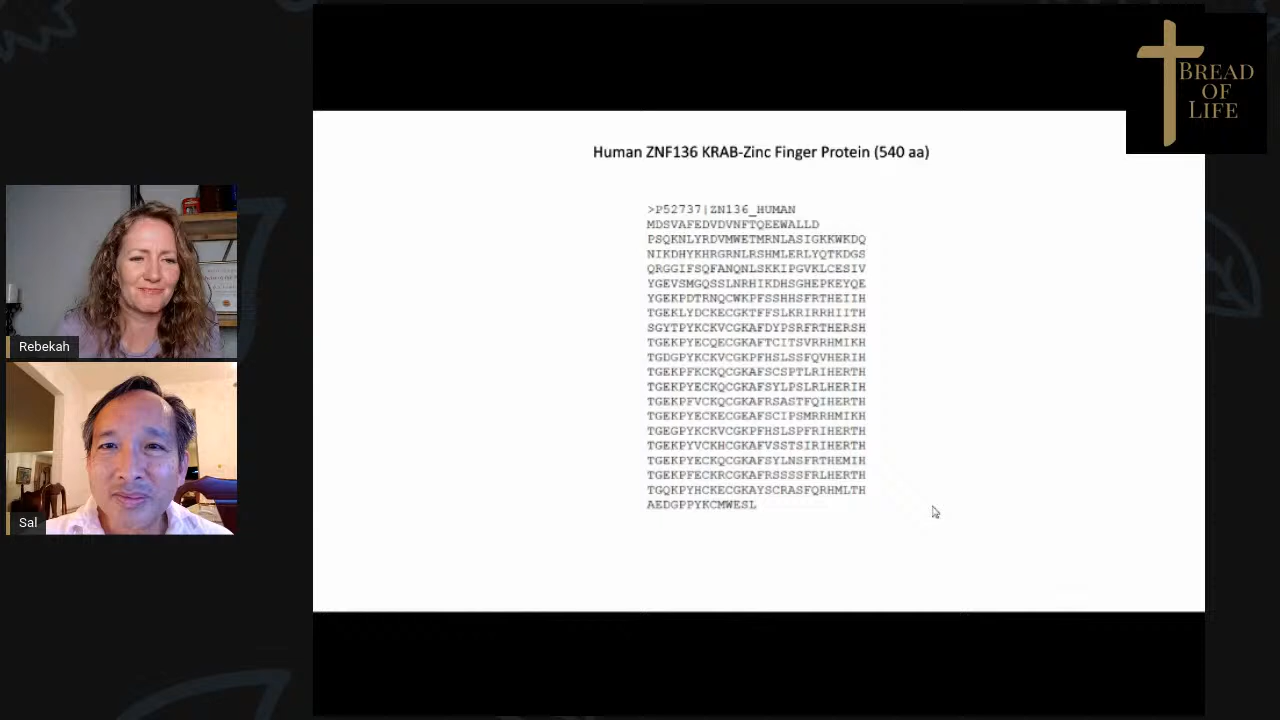 BREAD
OF
LIFE
Human ZNF136 KRAB-Zinc Finger Protein (540 aa)
>P52737|ZN136_HUMAN
MDSVAFEDVDVNFTQEEWALLD
PSQKNLYRDVMWETMRNLASIGKKWKDQ
NIKDHYKHRGRNLRSHMLERLYQTKDGS
QRGGIFSQFANQNLSKKIPGVKLCESIV
YGEVSMGQSSLNRHIKDHSGHEPKEYQE
YGEKPDTRNQCWKPFSSHHSFRTHEIIH
TGEKLYDCKECGKTFFSLKRIRRHIITH
SGYTPYKCKVCGKAFDYPSRFRTHERSH
TGEKPYECQECGKAFTCITSVRRHMIKH
TGDGPYKCKVCGKPFHSLSSFQVHERIH
TGEKPFKCKQCGKAFSCSPTLRIHERTH
TGEKPYECKQCGKAFSYLPSLRLHERIH
TGEKPFVCKQCGKAFRSASTFQIHERTH
TGEKPYECKECGEAFSCIPSMRRHMIKH
TGEGPYKCKVCGKPFHSLSPFRIHERTH
TGEKPYVCKHCGKAFVSSTSIRIHERTH
TGEKPYECKQCGKAFSYLNSFRTHEMIH
TGEKPFECKRCGKAFRSSSSFRLHERTH
TGQKPYHCKECGKAYSCRASFQRHMLTH
AEDGPPYKCMWESL
Rebekah
Sal